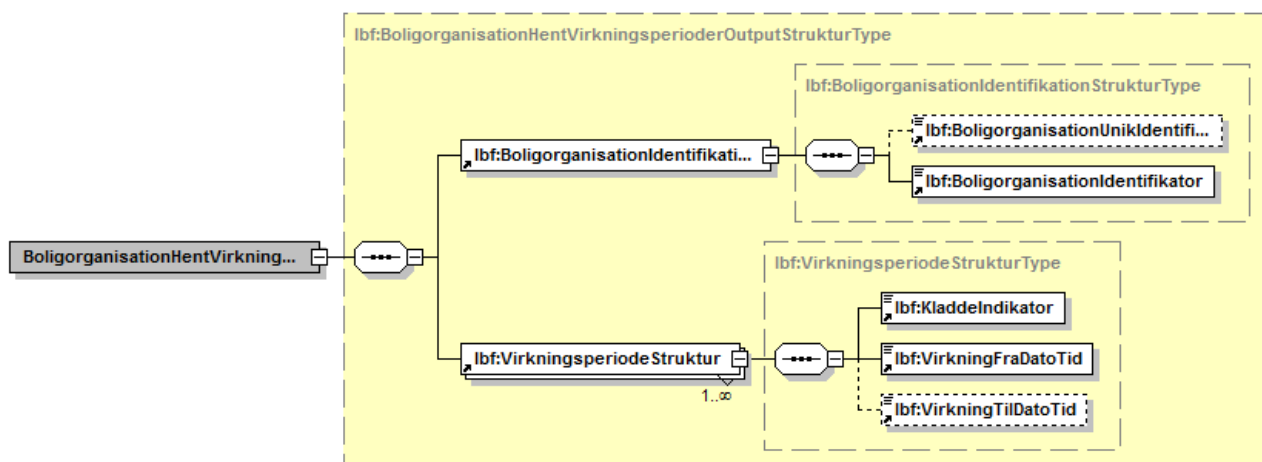 lbf:BoligorganisationHentVirkningsperioderOutputStrukturType
lbf:BoligorganisationIdentifikationStrukturType
lbf:BoligorganisationUnikIdentifi...
lbf:BoligorganisationIdentifikati...
lbf:BoligorganisationIdentifikator
BoligorganisationHentVirkning...
lbf:VirkningsperiodeStrukturType
lbf:KladdeIndikator
lbf:VirkningsperiodeStruktur
lbf:VirkningFraDatoTid
1..∞
lbf:VirkningTilDatoTid